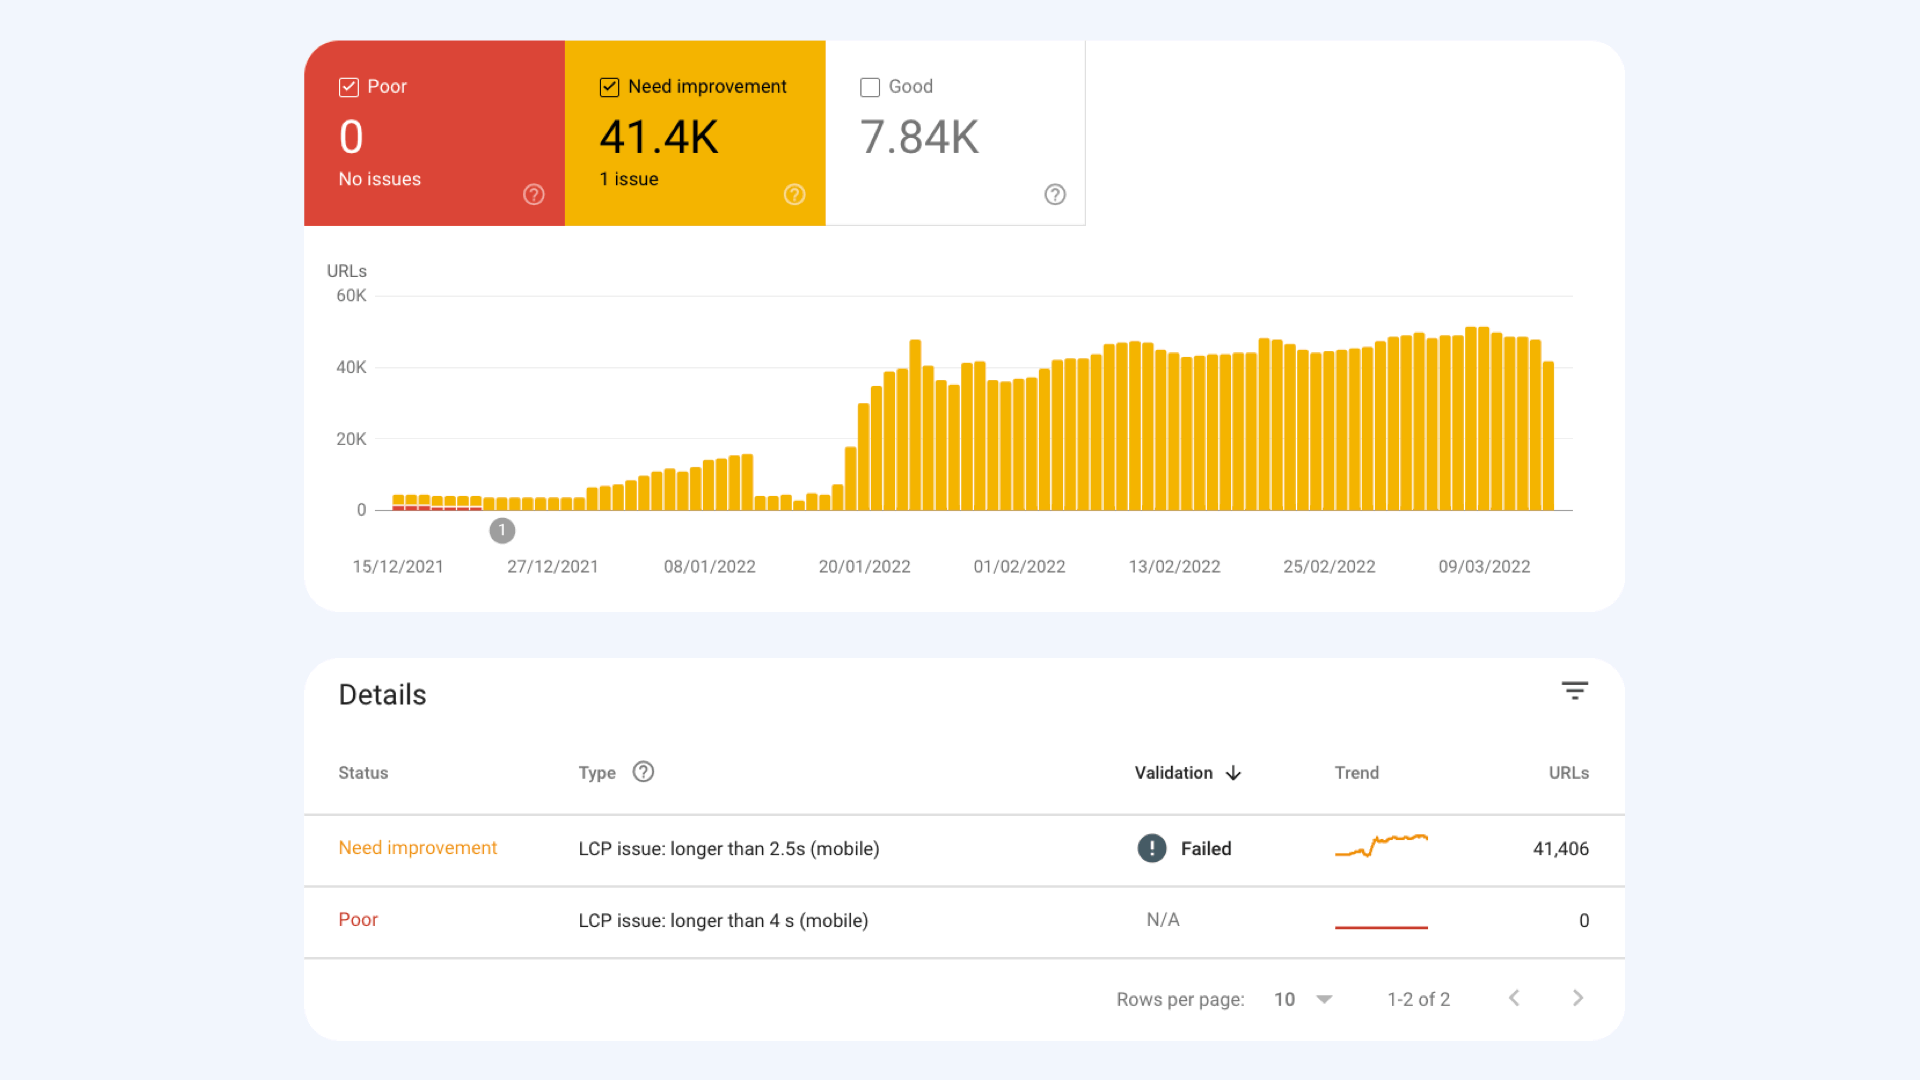 Poor
0
No issues
Need improvement
41.4K
1 issue
Good
7.84K
URLs
60K
40K
20K
0
1
15/12/2021 27/12/2021 08/01/2022 20/01/2022 01/02/2022 13/02/2022 25/02/2022 09/03/2022
Details
Status Type Validation Trend URLs
Need improvement LCP issue: longer than 2.5s (mobile) Failed 41,406
Poor LCP issue: longer than 4 s (mobile) N/A 0
Rows per page: 10 1-2 of 2